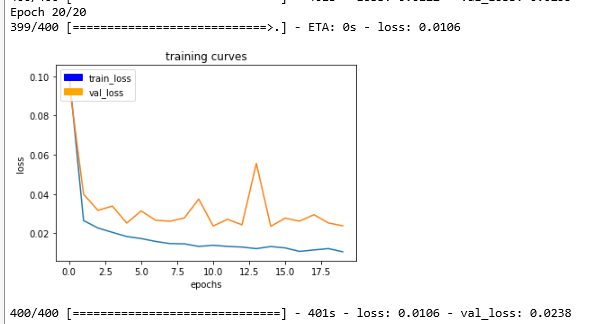 Epoch 20/20
399/400 [===========================>.] - ETA: 0s - loss: 0.0106
training curves
train_loss
val_loss
0.10
0.08
0.06
0.04
0.02
loss
0.0 2.5 5.0 7.5 10.0 12.5 15.0 17.5
epochs
400/400 [============================] - 401s - loss: 0.0106 - val_loss: 0.0238